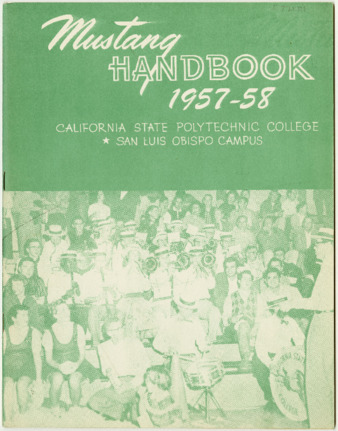 Mustang
HANDBOOK
1957-58
CALIFORNIA STATE POLYTECHNIC COLLEGE
★ SAN LUIS OBISPO CAMPUS